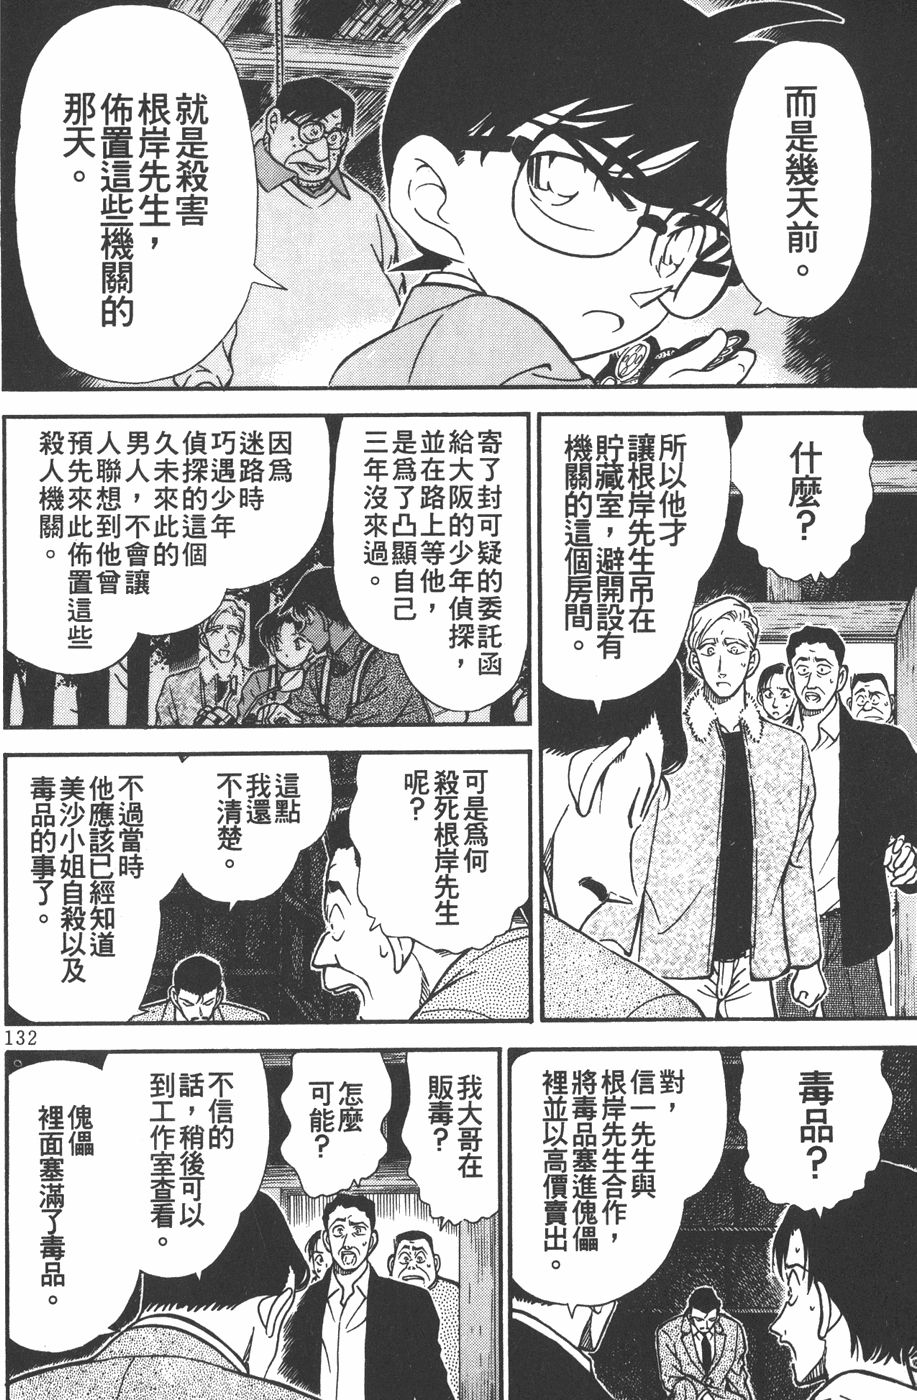 而是幾天前。
就是殺害
根岸先生，
佈置這些機關的
那天。
什麼？
所以他才
讓根岸先生吊在
貯藏室，避開設有
機關的這個房間。
寄了封可疑的委託函
給大阪的少年偵探，
並在路上等他，
是爲了凸顯自己
三年沒來過。
因爲
迷路時
巧遇少年
偵探的這個
久未來此的
男人，不會讓
人聯想到他曾
預先來此佈置這些
殺人機關。
可是爲何
殺死根岸先生
呢？
這點
我還
不清楚。
不過當時
他應該已經知道
美沙小姐自殺以及
毒品的事了。
132
毒品？
對，
信一先生與
根岸先生合作，
將毒品塞進傀儡
裡並以高價賣出。
我大哥在
販毒？
怎麼
可能？
不信的
話，稍後可以
到工作室查看。
傀儡
裡面塞滿了毒品。